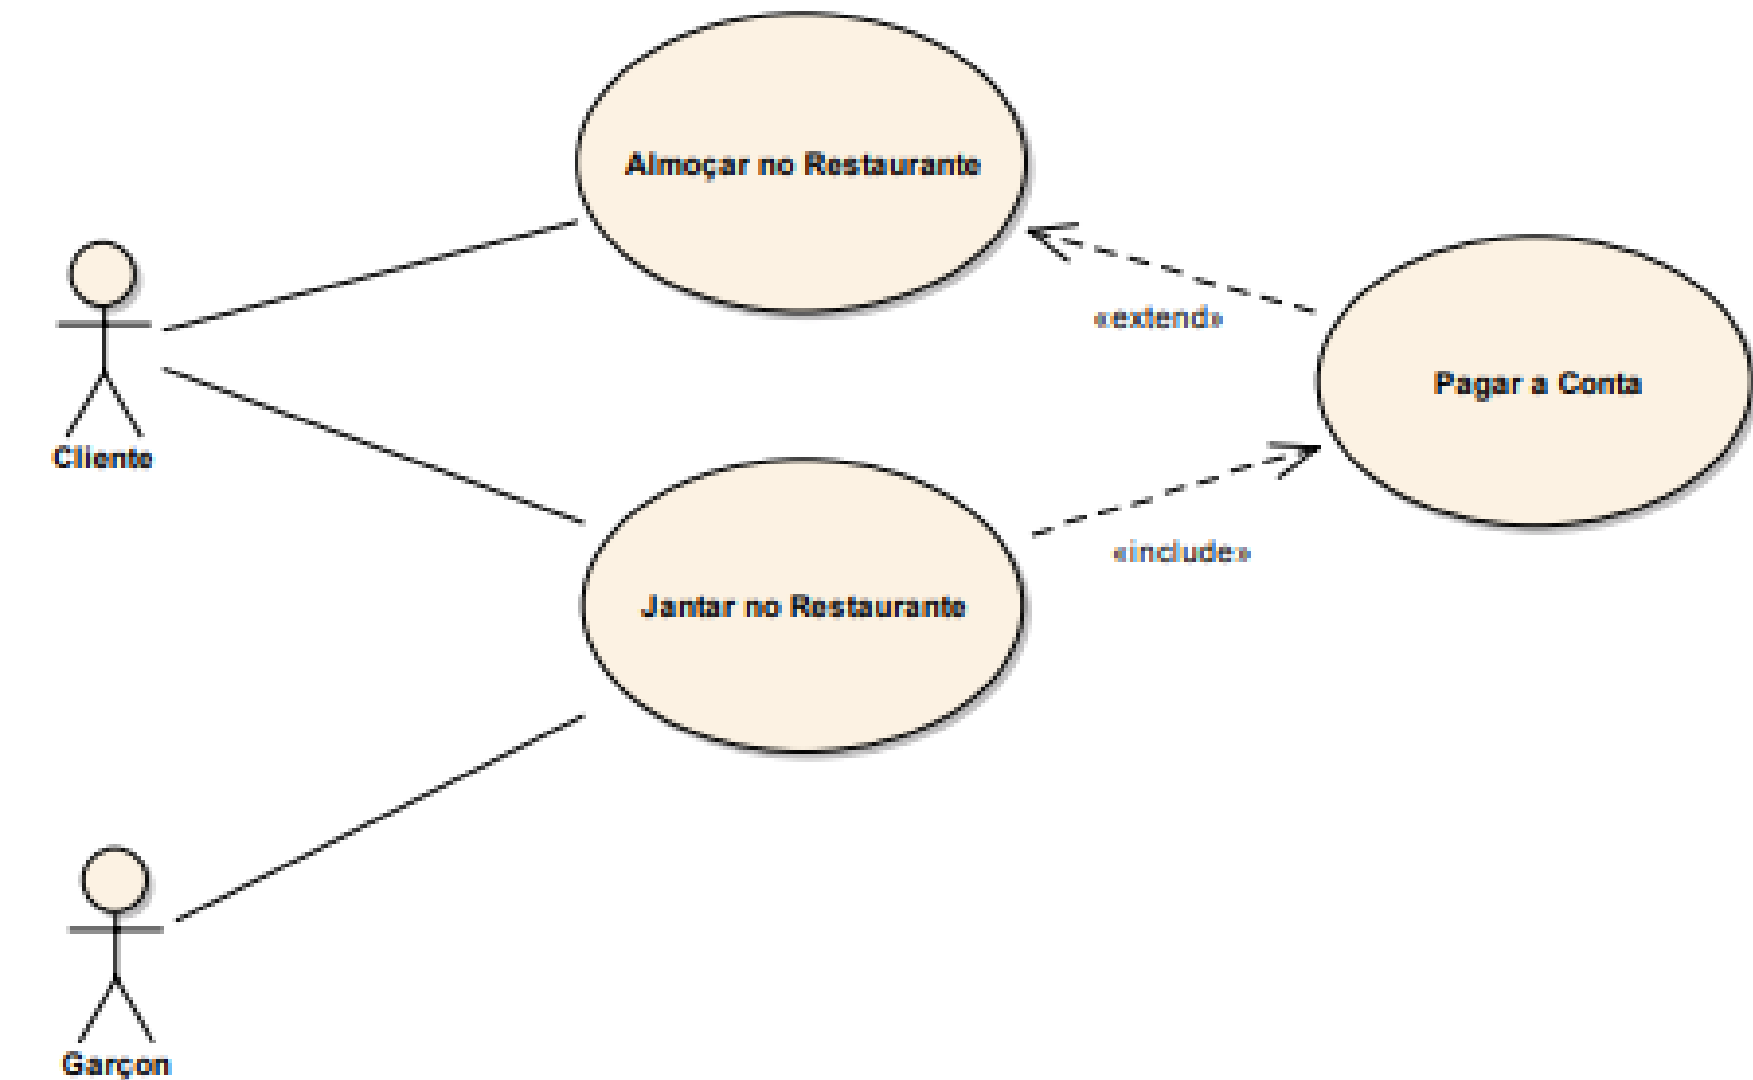 Almoçar no Restaurante
«extend»
Pagar a Conta
Cliente
«include»
Jantar no Restaurante
Garçon